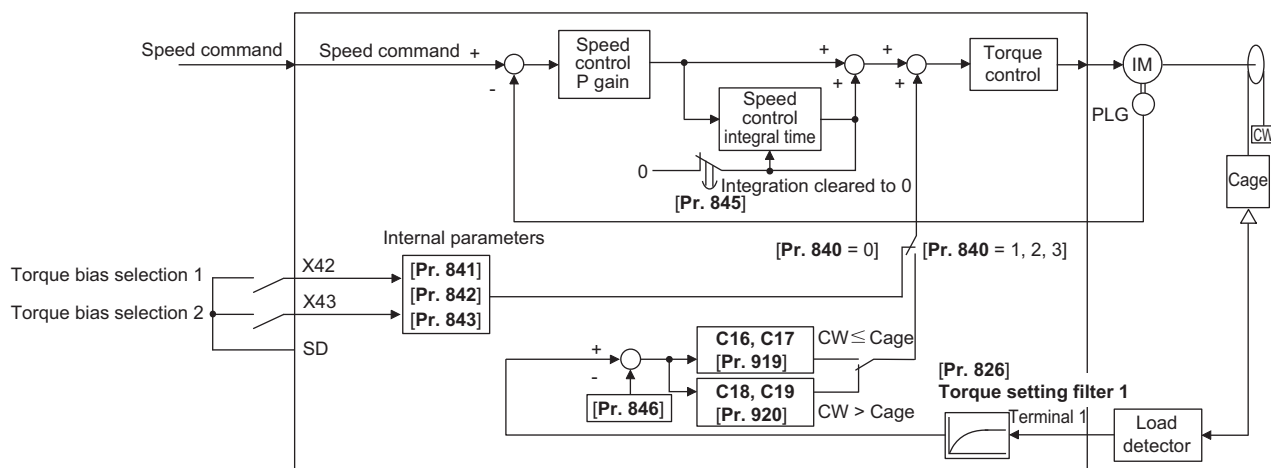 Speed command
Speed command
+
-
Speed
control
P gain
+
+
+
+
Torque
control
IM
PLG
CW
Cage
Speed
control
integral time
0
Integration cleared to 0
[Pr. 845]
Internal parameters
[Pr. 840 = 0]
[Pr. 840 = 1, 2, 3]
Torque bias selection 1
X42
[Pr. 841]
[Pr. 842]
[Pr. 843]
Torque bias selection 2
X43
SD
+
-
[Pr. 846]
C16, C17
[Pr. 919]
CW ≤ Cage
C18, C19
[Pr. 920]
CW > Cage
[Pr. 826]
Torque setting filter 1
Terminal 1
Load
detector